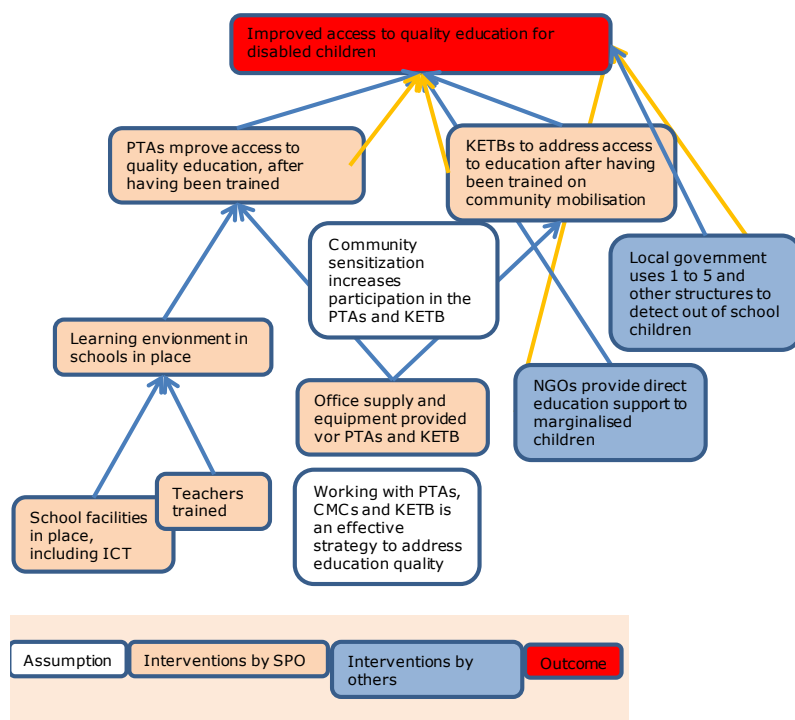 Improved access to quality education for
disabled children
PTAs mprove access to
quality education, after
having been trained
KETBs to address access
to education after having
been trained on
community mobilisation
Community
sensitization
increases
participation in the
PTAs and KETB
Local government
uses 1 to 5 and
other structures to
detect out of school
children
Learning envionment in
schools in place
Office supply and
equipment provided
vor PTAs and KETB
NGOs provide direct
education support to
marginalised
children
Teachers
trained
School facilities
in place,
including ICT
Working with PTAs,
CMCs and KETB is
an effective
strategy to address
education quality
Assumption
Interventions by SPO
Interventions by
others
Outcome